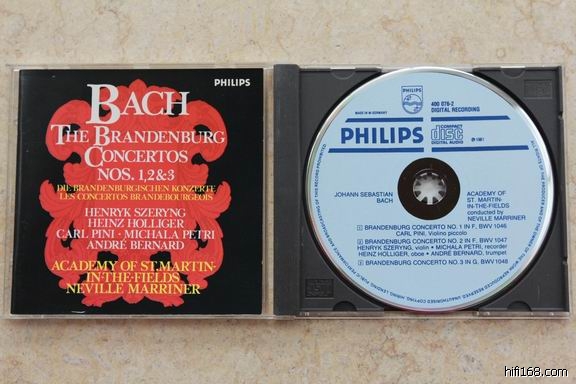 PHILIPS
BACH
THE BRANDENBURG
CONCERTOS
NOS. 1,2&3
DIE BRANDENBURGISCHEN KONZERTE
LES CONCERTOS BRANDEBOURGEOIS
HENRYK SZERYNG
HEINZ HOLLIGER
CARL PINI · MICHALA PETRI
ANDRÉ BERNARD
ACADEMY OF ST. MARTIN-
IN-THE-FIELDS
NEVILLE MARRINER
PHILIPS
MADE IN W. GERMANY
400 076-2
DIGITAL RECORDING
PHILIPS
COMPACT
disc
DIGITAL AUDIO
℗ 1981
JOHANN SEBASTIAN
BACH
ACADEMY OF
ST. MARTIN-
IN-THE-FIELDS
conducted by
NEVILLE MARRINER
1 BRANDENBURG CONCERTO NO. 1 IN F, BWV 1046
CARL PINI, Violino piccolo
2 BRANDENBURG CONCERTO NO. 2 IN F, BWV 1047
HENRYK SZERYNG, violin · MICHALA PETRI, recorder
HEINZ HOLLIGER, oboe · ANDRÉ BERNARD, trumpet
3 BRANDENBURG CONCERTO NO. 3 IN G, BWV 1048
hifi168.com